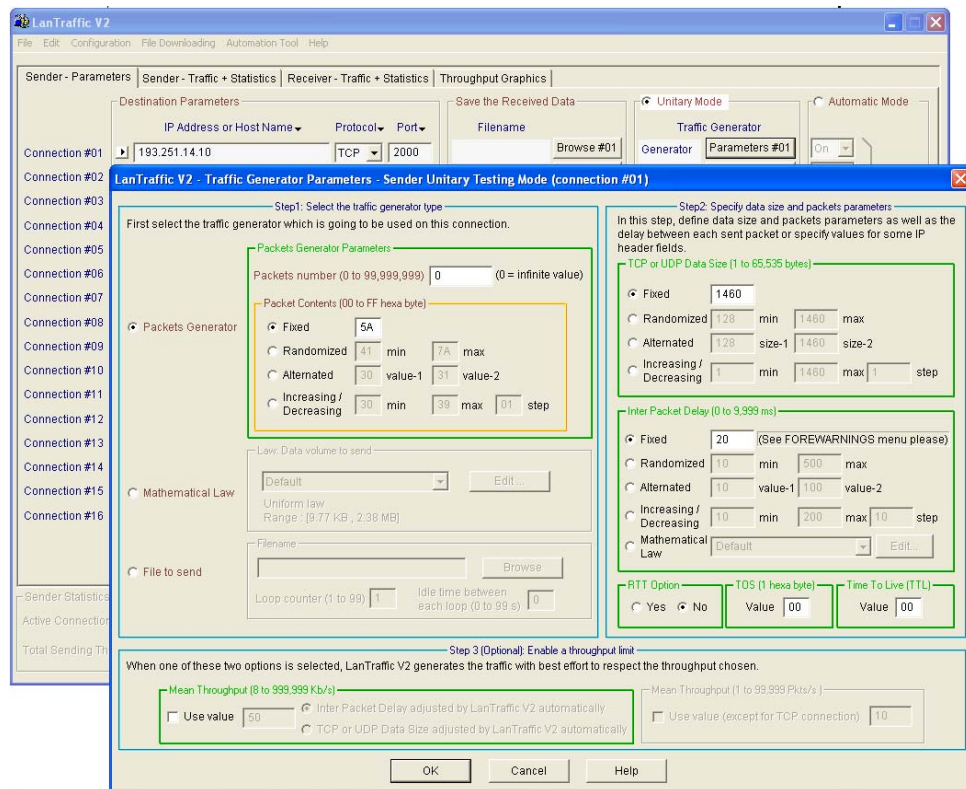 LanTraffic V2
File Edit Configuration File Downloading Automation Tool Help
Sender - Parameters Sender - Traffic + Statistics Receiver - Traffic + Statistics Throughput Graphics
Destination Parameters Save the Received Data Unitary Mode Automatic Mode
IP Address or Host Name Protocol Port Filename Traffic Generator
Connection #01 193.251.14.10 TCP 2000 Browse #01 Generator Parameters #01 On
Connection #02
Connection #03
Connection #04
Connection #05
Connection #06
Connection #07
Connection #08
Connection #09
Connection #10
Connection #11
Connection #12
Connection #13
Connection #14
Connection #15
Connection #16
Sender Statistics
Active Connection
Total Sending Th
LanTraffic V2 - Traffic Generator Parameters - Sender Unitary Testing Mode (connection #01)
Step1: Select the traffic generator type
First select the traffic generator which is going to be used on this connection.
Packets Generator
Packets Generator Parameters
Packets number (0 to 99,999,999) 0 (0 = infinite value)
Packet Contents (00 to FF hexa byte)
Fixed 5A
Randomized 41 min 7A max
Alternated 30 value-1 31 value-2
Increasing /
Decreasing 30 min 39 max 01 step
Mathematical Law
Law: Data volume to send
Default Edit ...
Uniform law
Range : [9.77 KB , 2.38 MB]
File to send
Filename
Browse
Loop counter (1 to 99) 1 Idle time between
each loop (0 to 99 s) 0
Step2: Specify data size and packets parameters
In this step, define data size and packets parameters as well as the
delay between each sent packet or specify values for some IP
header fields.
TCP or UDP Data Size (1 to 65,535 bytes)
Fixed 1460
Randomized 128 min 1460 max
Alternated 128 size-1 1460 size-2
Increasing /
Decreasing 1 min 1460 max 1 step
Inter Packet Delay (0 to 9,999 ms)
Fixed 20 (See FOREWARNINGS menu please)
Randomized 10 min 500 max
Alternated 10 value-1 100 value-2
Increasing /
Decreasing 10 min 200 max 10 step
Mathematical
Law Default Edit...
RTT Option TOS (1 hexa byte) Time To Live (TTL)
Yes No Value 00 Value 00
Step 3 (Optional): Enable a throughput limit
When one of these two options is selected, LanTraffic V2 generates the traffic with best effort to respect the throughput chosen.
Mean Throughput (8 to 999,999 Kb/s)
Use value 50 Inter Packet Delay adjusted by LanTraffic V2 automatically
TCP or UDP Data Size adjusted by LanTraffic V2 automatically
Mean Throughput (1 to 99,999 Pkts/s )
Use value (except for TCP connection) 10
OK Cancel Help